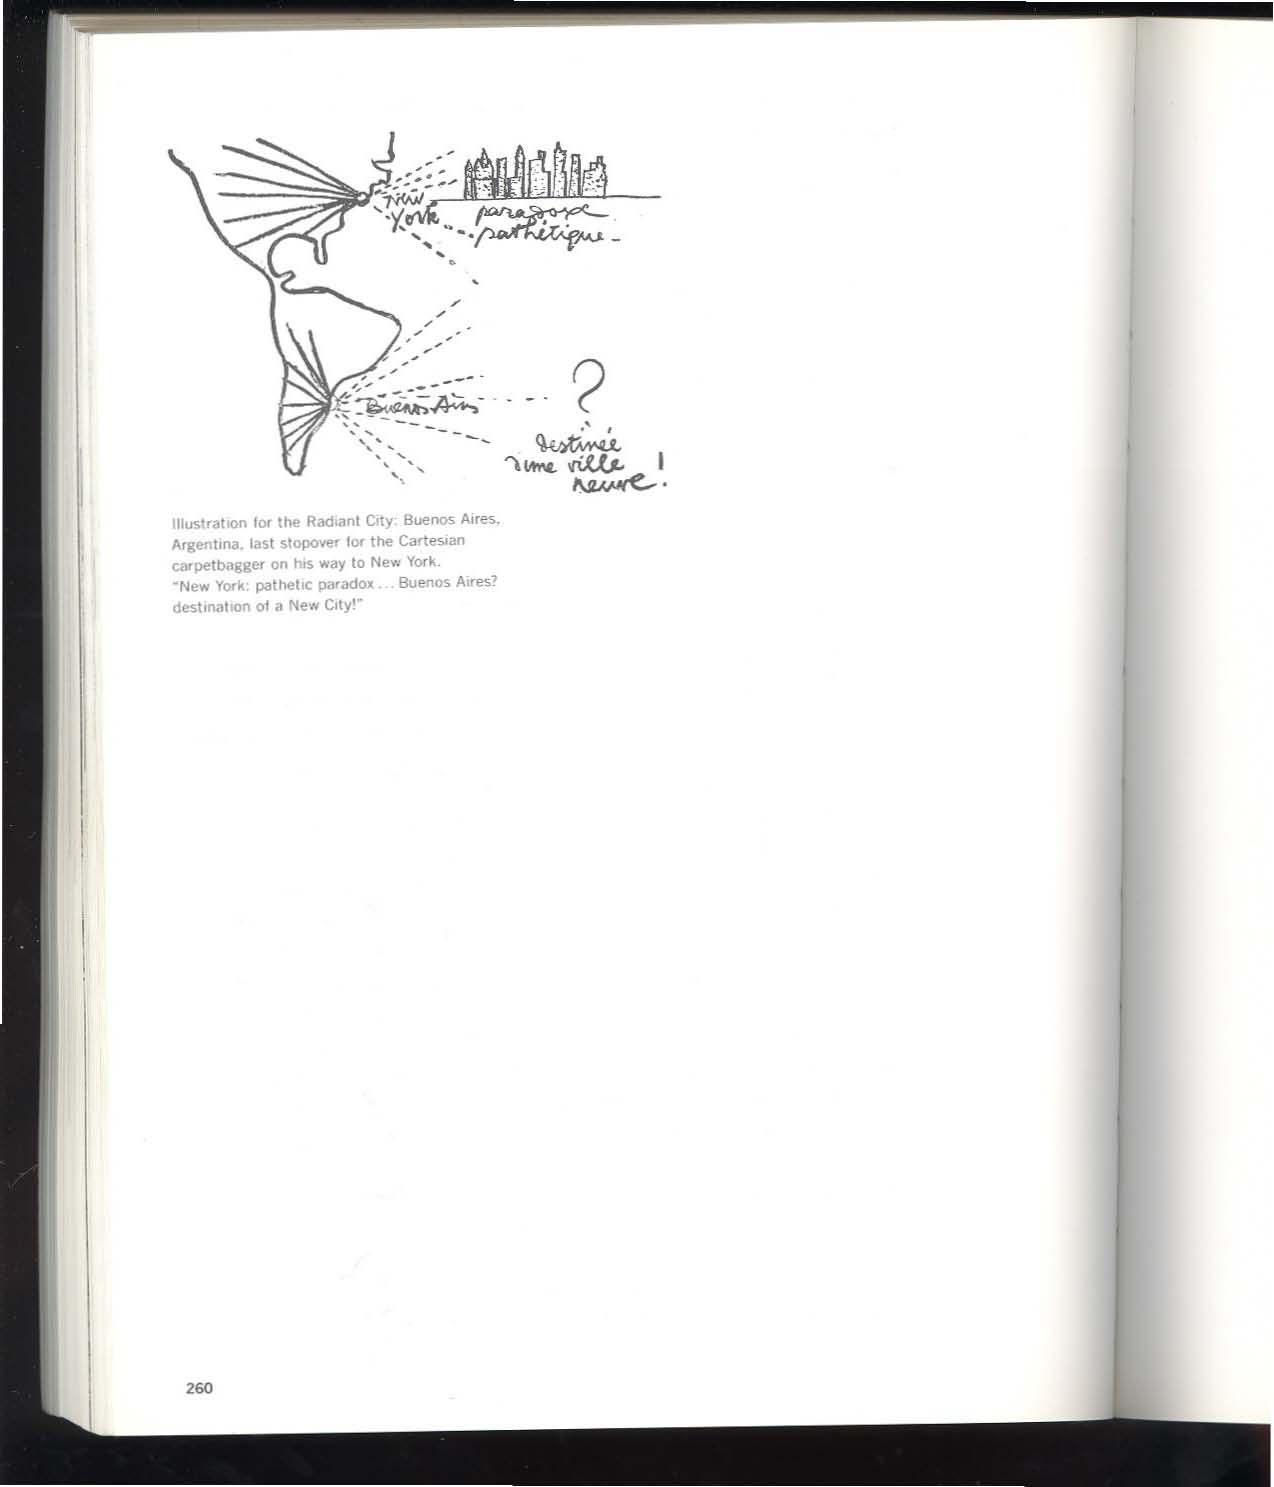 New
York
paradoxe
pathétique -
?
Buenos Aires
destinée
d'une ville
neuve !
Illustration for the Radiant City: Buenos Aires,
Argentina, last stopover for the Cartesian
carpetbagger on his way to New York.
“New York: pathetic paradox... Buenos Aires?
destination of a New City!”
260